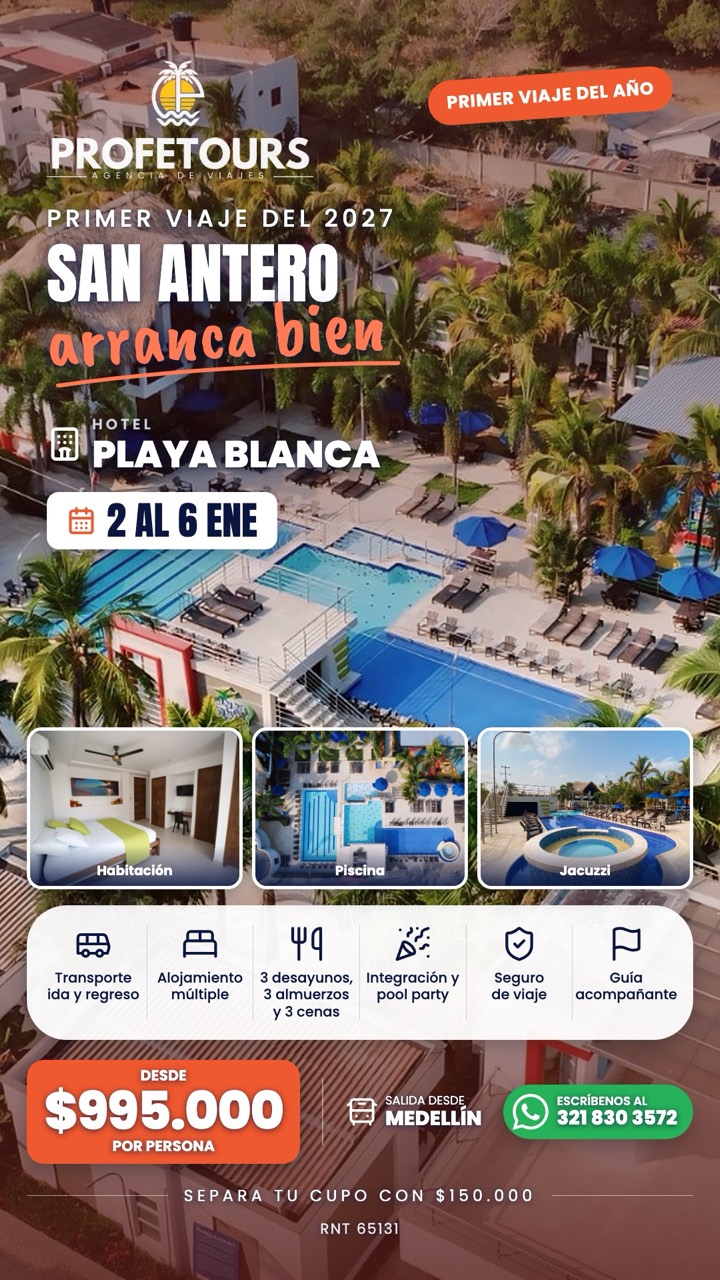 PRIMER VIAJE DEL AÑO
PROFETOURS
AGENCIA DE VIAJES
PRIMER VIAJE DEL 2027
SAN ANTERO
arranca bien
HOTEL
PLAYA BLANCA
2 AL 6 ENE
Habitación
Piscina
Jacuzzi
Transporte
ida y regreso
Alojamiento
múltiple
3 desayunos,
3 almuerzos
y 3 cenas
Integración y
pool party
Seguro
de viaje
Guía
acompañante
DESDE
$995.000
POR PERSONA
SALIDA DESDE
MEDELLÍN
ESCRÍBENOS AL
321 830 3572
SEPARA TU CUPO CON $150.000
RNT 65131